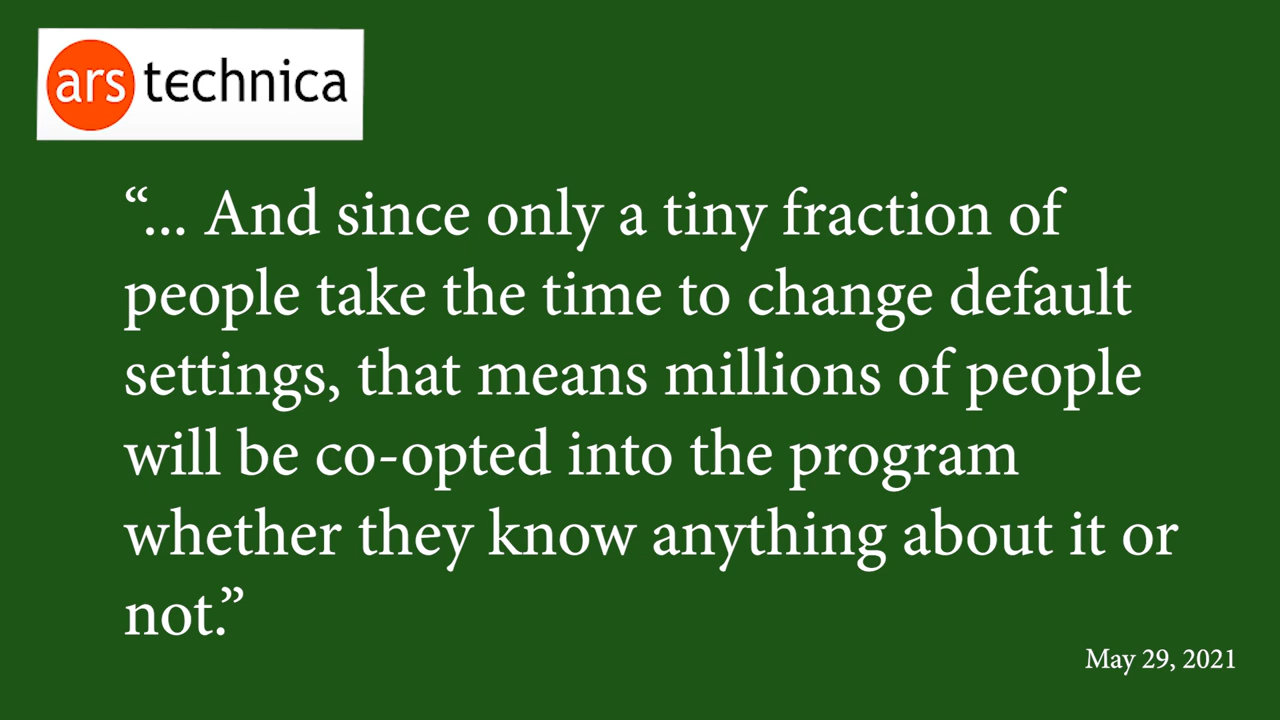 ars technica
“... And since only a tiny fraction of
people take the time to change default
settings, that means millions of people
will be co-opted into the program
whether they know anything about it or
not.”
May 29, 2021